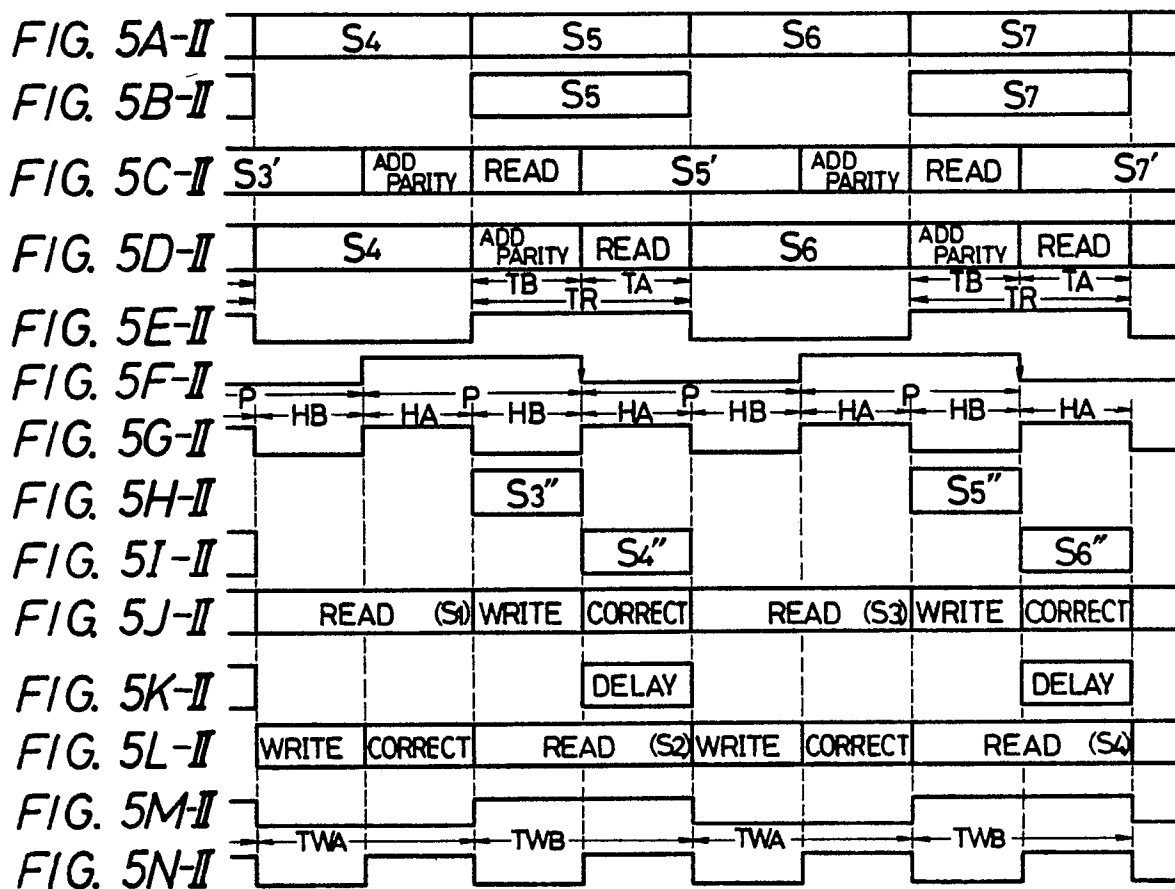 FIG. 5A-II S4 S5 S6 S7
FIG. 5B-II S5 S7
FIG. 5C-II S3' ADD PARITY READ S5' ADD PARITY READ S7'
FIG. 5D-II S4 ADD PARITY READ S6 ADD PARITY READ
TB TA TB TA
TR TR
FIG. 5E-II
FIG. 5F-II
P P P P
HB HA HB HA HB HA HB HA
FIG. 5G-II
FIG. 5H-II S3" S5"
FIG. 5I-II S4" S6"
FIG. 5J-II READ (S1) WRITE CORRECT READ (S3) WRITE CORRECT
FIG. 5K-II DELAY DELAY
FIG. 5L-II WRITE CORRECT READ (S2) WRITE CORRECT READ (S4)
FIG. 5M-II
TWA TWB TWA TWB
FIG. 5N-II